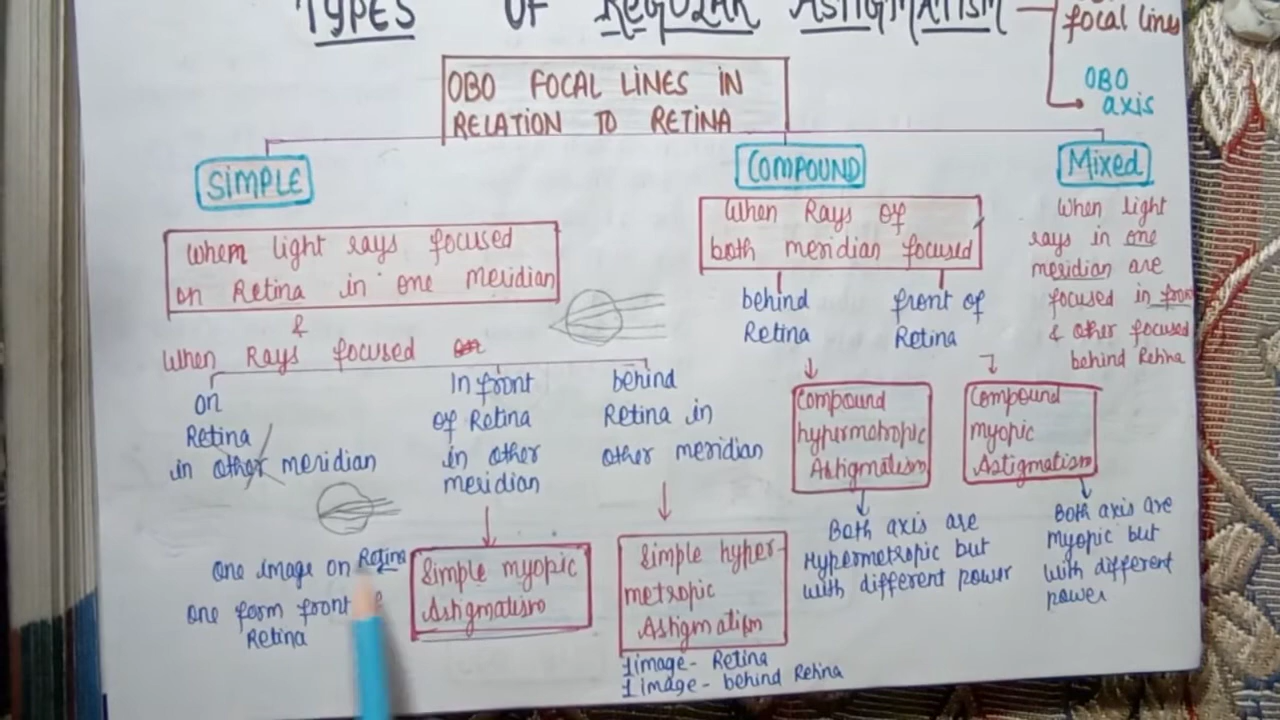 TYPES OF REGULAR ASTIGMATISM
focal lines
OBO
axis
OBO FOCAL LINES IN
RELATION TO RETINA
SIMPLE
When light rays focused
on Retina in one meridian
&
When Rays focused
on
Retina
in other meridian
In front
of Retina
in other
meridian
behind
Retina in
other meridian
One image on Retina
one form front
Retina
Simple myopic
Astigmatism
Simple hyper-
metropic
Astigmatism
1 image - Retina
1 image - behind Retina
COMPOUND
When Rays of
both meridian focused
behind
Retina
front of
Retina
Compound
hypermotropic
Astigmatism
Compound
myopic
Astigmatism
Both axis are
Hypermetropic but
with different power
Both axis are
myopic but
with different
power
Mixed
When light
rays in one
meridian are
focused in front
& other focused
behind Retina